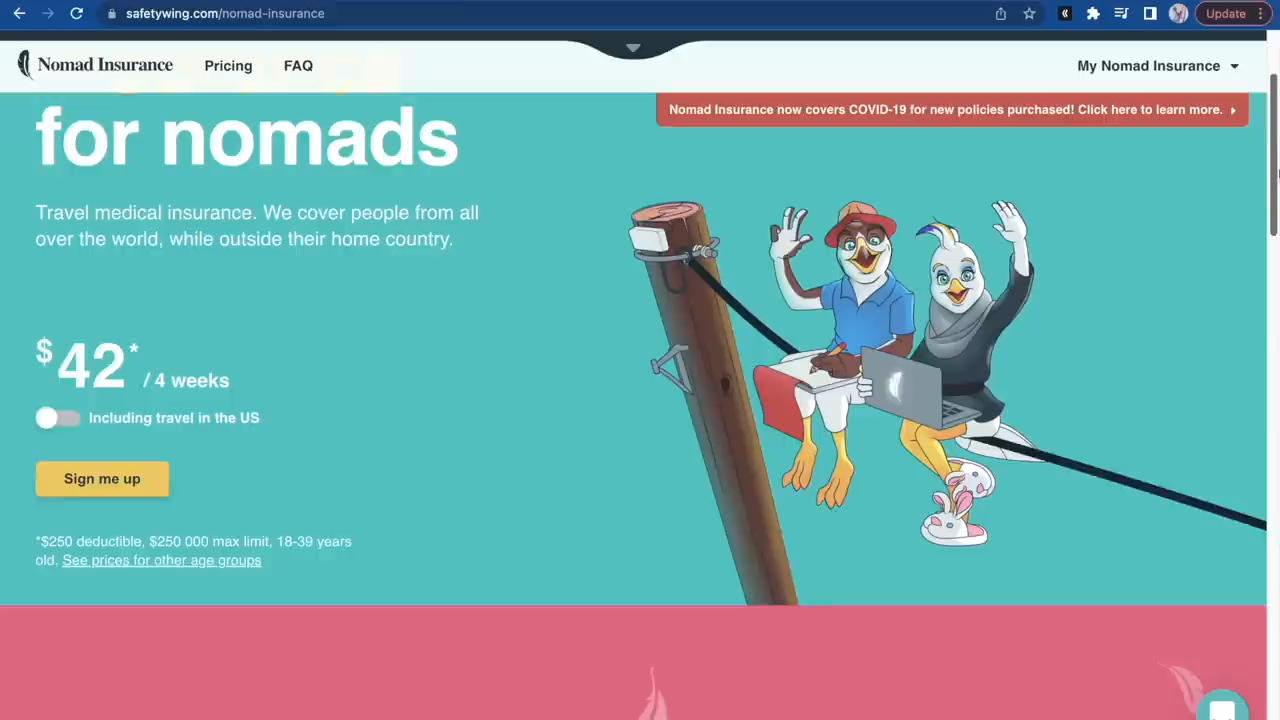 safetywing.com/nomad-insurance
Update
Nomad Insurance
Pricing
FAQ
My Nomad Insurance
Nomad Insurance now covers COVID-19 for new policies purchased! Click here to learn more.
for nomads
Travel medical insurance. We cover people from all
over the world, while outside their home country.
$42* / 4 weeks
Including travel in the US
Sign me up
*$250 deductible, $250 000 max limit, 18-39 years
old. See prices for other age groups